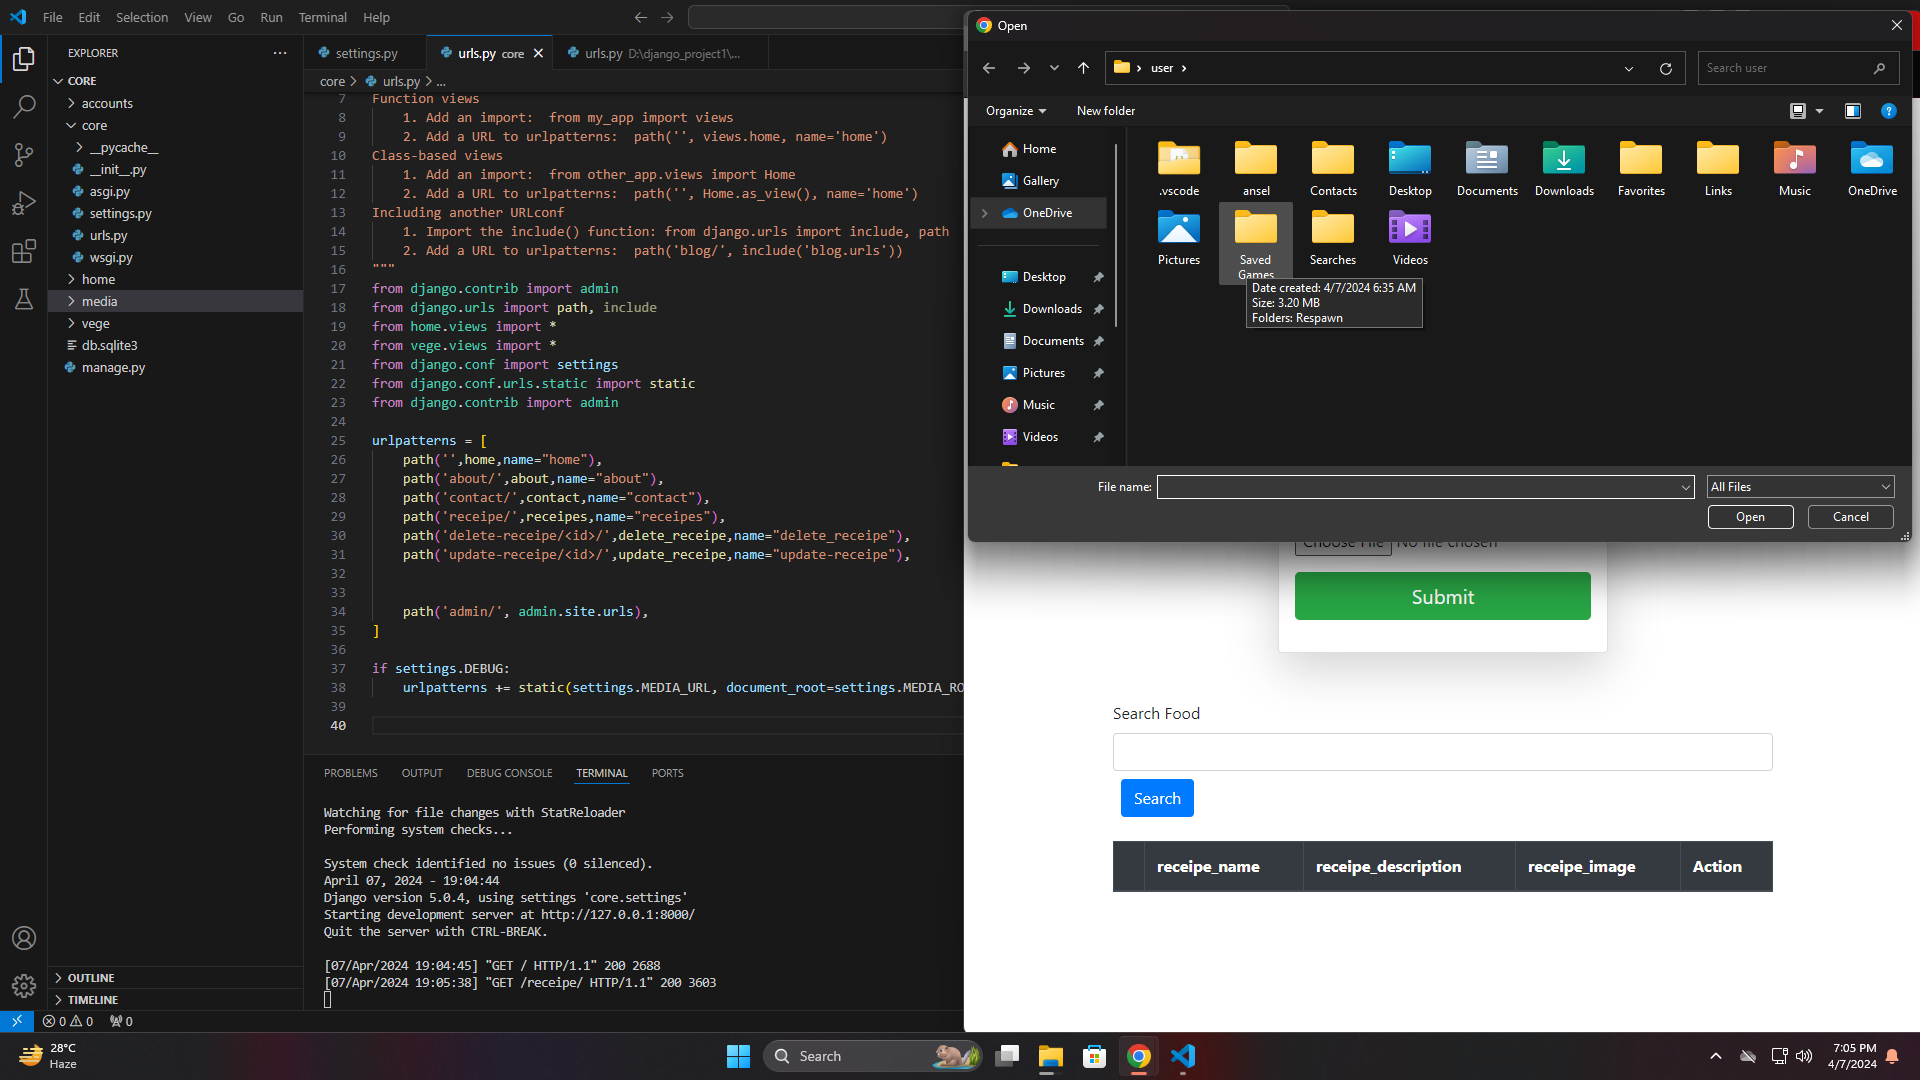 File Edit Selection View Go Run Terminal Help
EXPLORER
CORE
accounts
core
__pycache__
__init__.py
asgi.py
settings.py
urls.py
wsgi.py
home
media
vege
db.sqlite3
manage.py
OUTLINE
TIMELINE
settings.py
urls.py core
urls.py D:\django_project1\...
core > urls.py > ...
7 Function views
8 1. Add an import: from my_app import views
9 2. Add a URL to urlpatterns: path('', views.home, name='home')
10 Class-based views
11 1. Add an import: from other_app.views import Home
12 2. Add a URL to urlpatterns: path('', Home.as_view(), name='home')
13 Including another URLconf
14 1. Import the include() function: from django.urls import include, path
15 2. Add a URL to urlpatterns: path('blog/', include('blog.urls'))
16 """
17 from django.contrib import admin
18 from django.urls import path, include
19 from home.views import *
20 from vege.views import *
21 from django.conf import settings
22 from django.conf.urls.static import static
23 from django.contrib import admin
24
25 urlpatterns = [
26 path('',home,name="home"),
27 path('about/',about,name="about"),
28 path('contact/',contact,name="contact"),
29 path('receipe/',receipes,name="receipes"),
30 path('delete-receipe/<id>/',delete_receipe,name="delete_receipe"),
31 path('update-receipe/<id>/',update_receipe,name="update-receipe"),
32
33
34 path('admin/', admin.site.urls),
35 ]
36
37 if settings.DEBUG:
38 urlpatterns += static(settings.MEDIA_URL, document_root=settings.MEDIA_RO
39
40
PROBLEMS OUTPUT DEBUG CONSOLE TERMINAL PORTS
Watching for file changes with StatReloader
Performing system checks...
System check identified no issues (0 silenced).
April 07, 2024 - 19:04:44
Django version 5.0.4, using settings 'core.settings'
Starting development server at http://127.0.0.1:8000/
Quit the server with CTRL-BREAK.
[07/Apr/2024 19:04:45] "GET / HTTP/1.1" 200 2688
[07/Apr/2024 19:05:38] "GET /receipe/ HTTP/1.1" 200 3603
0 0 0
Open
user
Search user
Organize New folder
Home
Gallery
OneDrive
Desktop
Downloads
Documents
Pictures
Music
Videos
.vscode ansel Contacts Desktop Documents Downloads Favorites Links Music OneDrive
Pictures Saved Games Searches Videos
Date created: 4/7/2024 6:35 AM
Size: 3.20 MB
Folders: Respawn
File name: All Files
Open Cancel
Choose File No file chosen
Submit
Search Food
Search
receipe_name receipe_description receipe_image Action
28°C
Haze
Search
7:05 PM
4/7/2024